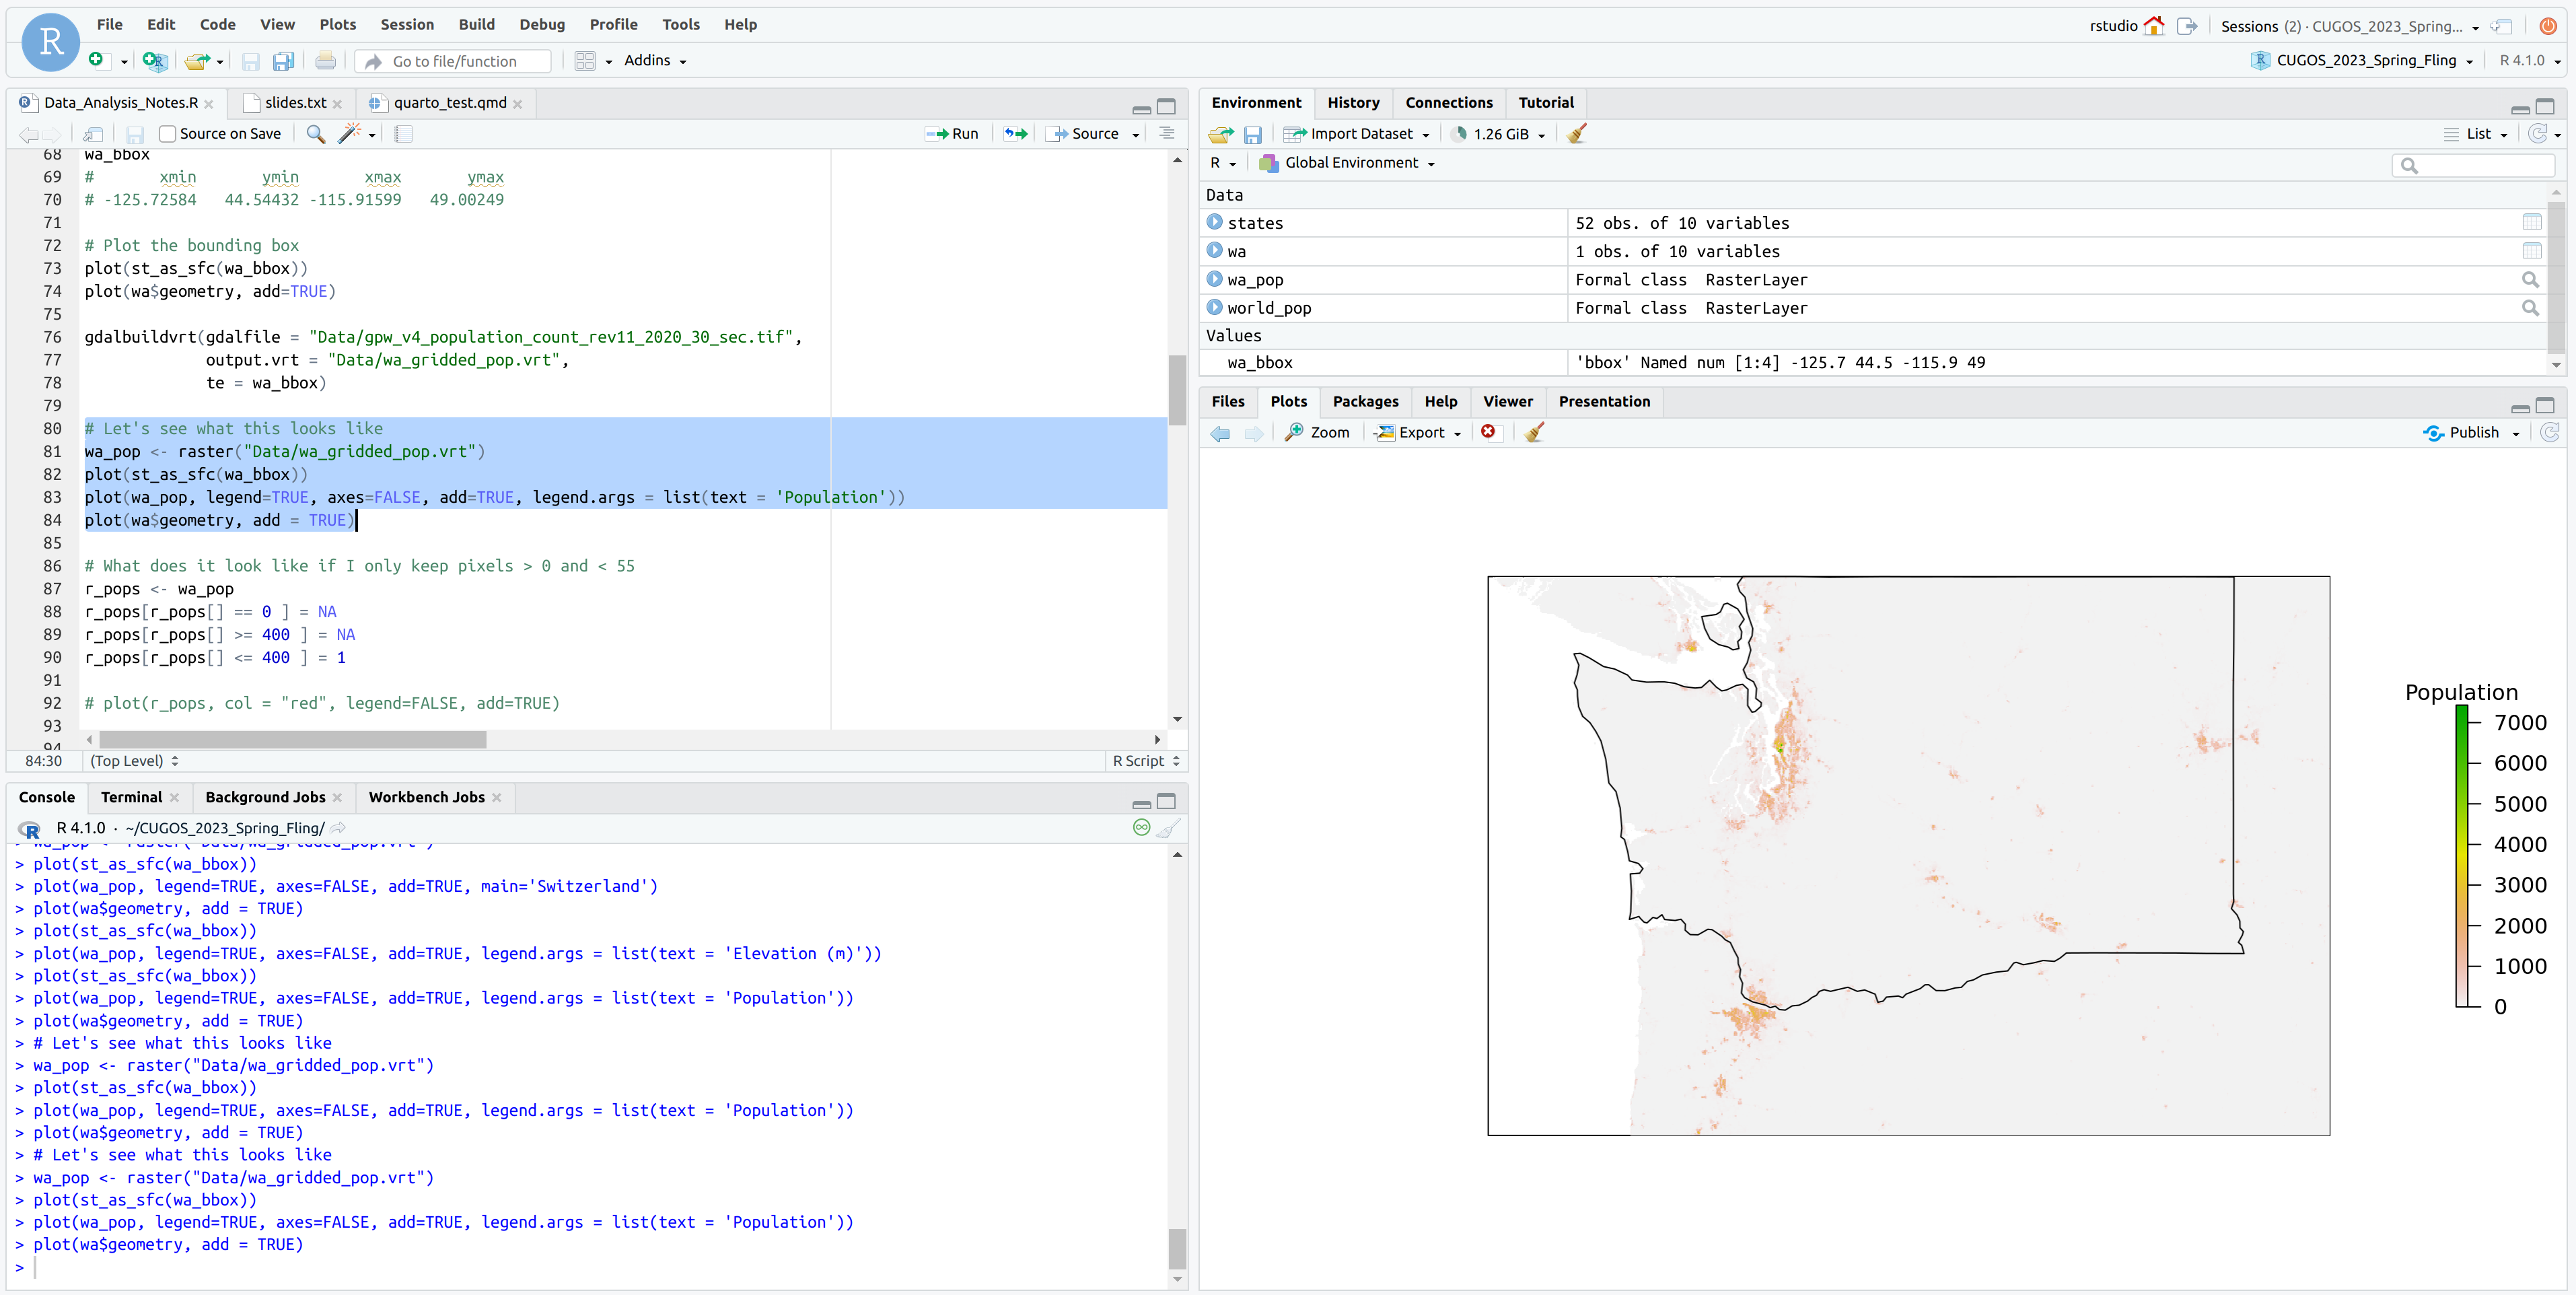 File Edit Code View Plots Session Build Debug Profile Tools Help
rstudio Sessions (2) · CUGOS_2023_Spring...
R
Go to file/function Addins
CUGOS_2023_Spring_Fling R 4.1.0
Data_Analysis_Notes.R slides.txt quarto_test.qmd
Source on Save Run Source
68 wa_bbox
69 # xmin ymin xmax ymax
70 # -125.72584 44.54432 -115.91599 49.00249
71
72 # Plot the bounding box
73 plot(st_as_sfc(wa_bbox))
74 plot(wa$geometry, add=TRUE)
75
76 gdalbuildvrt(gdalfile = "Data/gpw_v4_population_count_rev11_2020_30_sec.tif",
77 output.vrt = "Data/wa_gridded_pop.vrt",
78 te = wa_bbox)
79
80 # Let's see what this looks like
81 wa_pop <- raster("Data/wa_gridded_pop.vrt")
82 plot(st_as_sfc(wa_bbox))
83 plot(wa_pop, legend=TRUE, axes=FALSE, add=TRUE, legend.args = list(text = 'Population'))
84 plot(wa$geometry, add = TRUE)
85
86 # What does it look like if I only keep pixels > 0 and < 55
87 r_pops <- wa_pop
88 r_pops[r_pops[] == 0 ] = NA
89 r_pops[r_pops[] >= 400 ] = NA
90 r_pops[r_pops[] <= 400 ] = 1
91
92 # plot(r_pops, col = "red", legend=FALSE, add=TRUE)
93
94
84:30 (Top Level) R Script
Console Terminal Background Jobs Workbench Jobs
R 4.1.0 · ~/CUGOS_2023_Spring_Fling/
> wa_pop <- raster("Data/wa_gridded_pop.vrt")
> plot(st_as_sfc(wa_bbox))
> plot(wa_pop, legend=TRUE, axes=FALSE, add=TRUE, main='Switzerland')
> plot(wa$geometry, add = TRUE)
> plot(st_as_sfc(wa_bbox))
> plot(wa_pop, legend=TRUE, axes=FALSE, add=TRUE, legend.args = list(text = 'Elevation (m)'))
> plot(st_as_sfc(wa_bbox))
> plot(wa_pop, legend=TRUE, axes=FALSE, add=TRUE, legend.args = list(text = 'Population'))
> plot(wa$geometry, add = TRUE)
> # Let's see what this looks like
> wa_pop <- raster("Data/wa_gridded_pop.vrt")
> plot(st_as_sfc(wa_bbox))
> plot(wa_pop, legend=TRUE, axes=FALSE, add=TRUE, legend.args = list(text = 'Population'))
> plot(wa$geometry, add = TRUE)
> # Let's see what this looks like
> wa_pop <- raster("Data/wa_gridded_pop.vrt")
> plot(st_as_sfc(wa_bbox))
> plot(wa_pop, legend=TRUE, axes=FALSE, add=TRUE, legend.args = list(text = 'Population'))
> plot(wa$geometry, add = TRUE)
>
Environment History Connections Tutorial
Import Dataset 1.26 GiB List
R Global Environment
Data
states 52 obs. of 10 variables
wa 1 obs. of 10 variables
wa_pop Formal class RasterLayer
world_pop Formal class RasterLayer
Values
wa_bbox 'bbox' Named num [1:4] -125.7 44.5 -115.9 49
Files Plots Packages Help Viewer Presentation
Zoom Export Publish
Population
7000
6000
5000
4000
3000
2000
1000
0